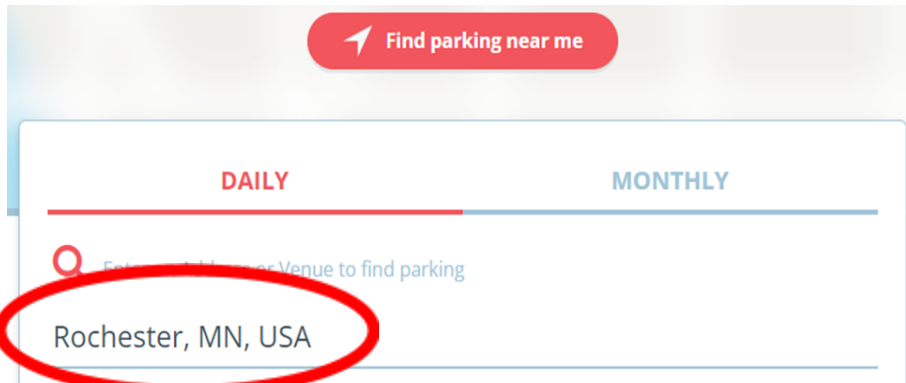 Find parking near me
DAILY
MONTHLY
or Venue to find parking
Rochester, MN, USA